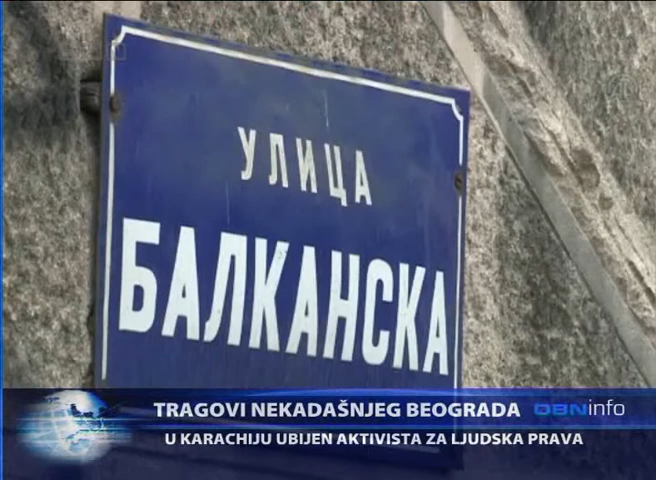 УЛИЦА
БАЛКАНСКА
TRAGOVI NEKADAŠNJEG BEOGRADA OBNinfo
U KARACHIJU UBIJEN AKTIVISTA ZA LJUDSKA PRAVA